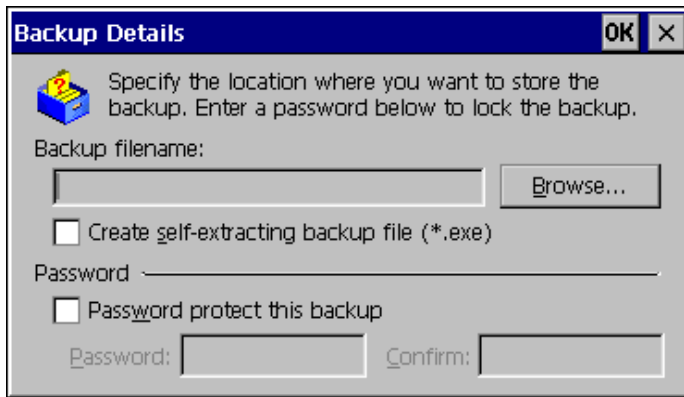 Backup Details OK
Specify the location where you want to store the
backup. Enter a password below to lock the backup.
Backup filename:
Browse...
Create self-extracting backup file (*.exe)
Password
Password protect this backup
Password: Confirm: